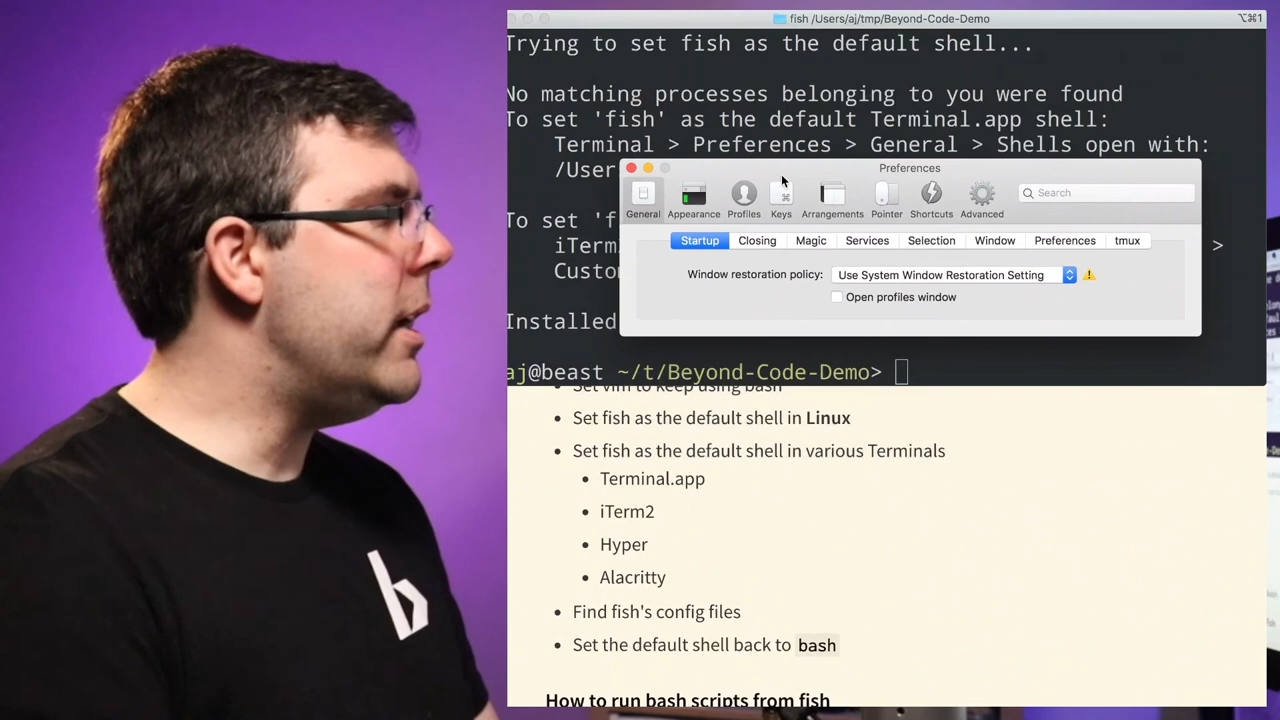 fish /Users/aj/tmp/Beyond-Code-Demo
⌥⌘1
Trying to set fish as the default shell...
No matching processes belonging to you were found
To set 'fish' as the default Terminal.app shell:
Terminal > Preferences > General > Shells open with:
/User
Preferences
General Appearance Profiles Keys Arrangements Pointer Shortcuts Advanced
Search
To set 'f
Startup Closing Magic Services Selection Window Preferences tmux
iTerm
>
Custo
Window restoration policy: Use System Window Restoration Setting
Open profiles window
Installed
aj@beast ~/t/Beyond-Code-Demo>
Set vim to keep using bash
• Set fish as the default shell in Linux
• Set fish as the default shell in various Terminals
• Terminal.app
• iTerm2
• Hyper
• Alacritty
• Find fish's config files
• Set the default shell back to bash
How to run bash scripts from fish
b